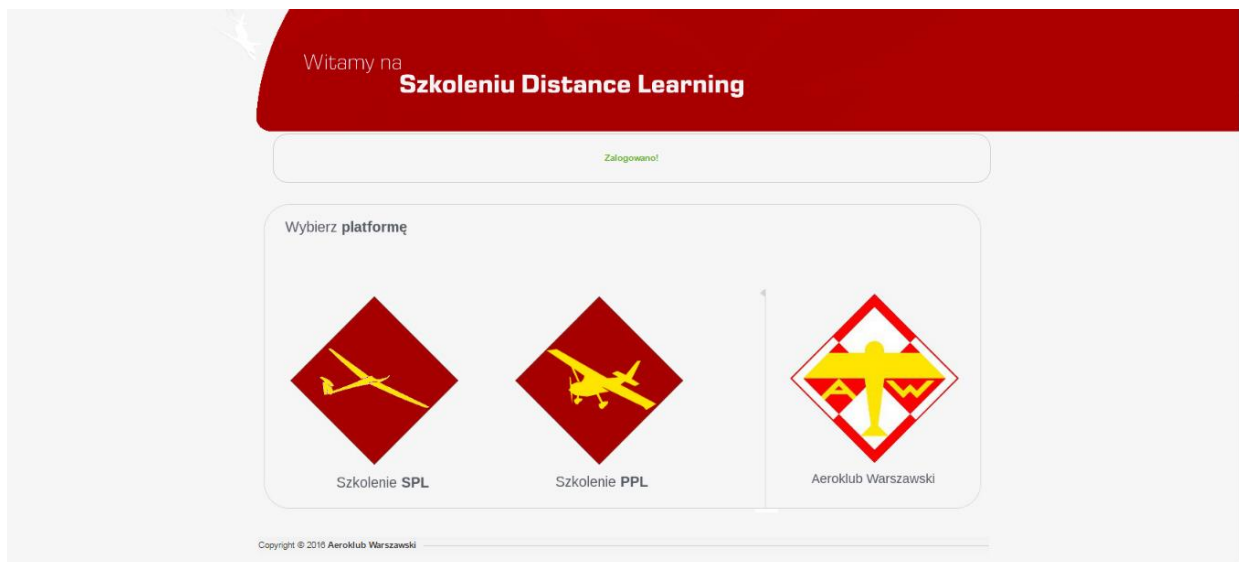 Witamy na
Szkoleniu Distance Learning
Zalogowano!
Wybierz platformę
A W
Szkolenie SPL
Szkolenie PPL
Aeroklub Warszawski
Copyright © 2016 Aeroklub Warszawski